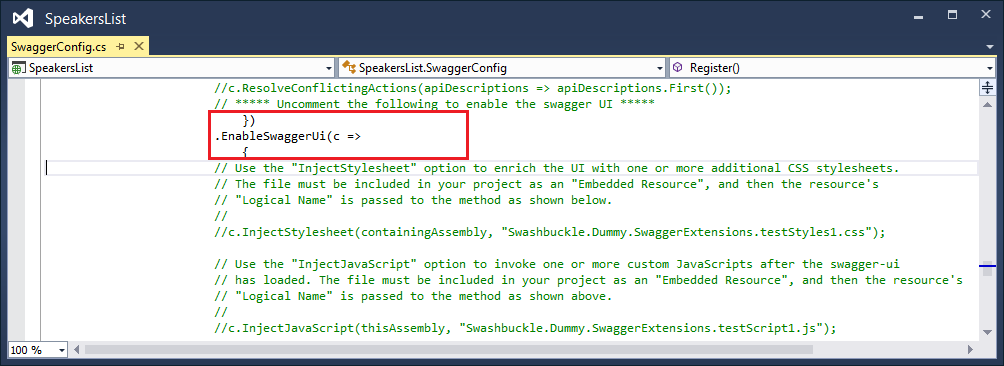 SpeakersList
SwaggerConfig.cs
SpeakersList
SpeakersList.SwaggerConfig
Register()
//c.ResolveConflictingActions(apiDescriptions => apiDescriptions.First());
// ***** Uncomment the following to enable the swagger UI *****
})
.EnableSwaggerUi(c =>
{
// Use the "InjectStylesheet" option to enrich the UI with one or more additional CSS stylesheets.
// The file must be included in your project as an "Embedded Resource", and then the resource's
// "Logical Name" is passed to the method as shown below.
//
//c.InjectStylesheet(containingAssembly, "Swashbuckle.Dummy.SwaggerExtensions.testStyles1.css");
// Use the "InjectJavaScript" option to invoke one or more custom JavaScripts after the swagger-ui
// has loaded. The file must be included in your project as an "Embedded Resource", and then the resource's
// "Logical Name" is passed to the method as shown above.
//
//c.InjectJavaScript(thisAssembly, "Swashbuckle.Dummy.SwaggerExtensions.testScript1.js");
100 %